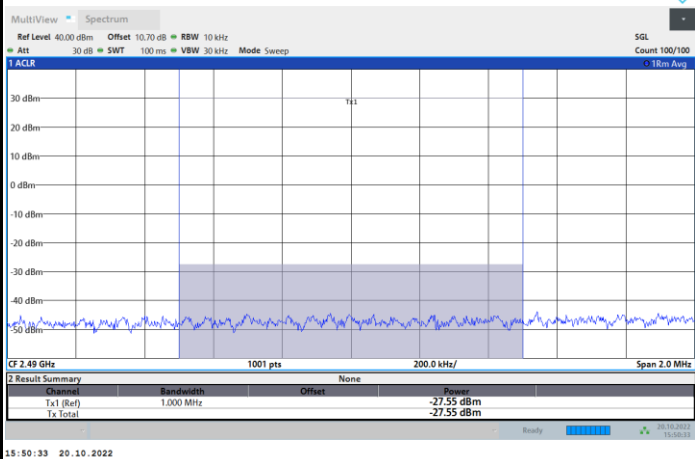 MultiView Spectrum
Ref Level 40.00 dBm Offset 10.70 dB RBW 10 kHz SGL
Att 30 dB SWT 100 ms VBW 30 kHz Mode Sweep Count 100/100
1 ACLR 1Rm Avg
Tx1
30 dBm
20 dBm
10 dBm
0 dBm
-10 dBm
-20 dBm
-30 dBm
-40 dBm
-50 dBm
CF 2.49 GHz 1001 pts 200.0 kHz/ Span 2.0 MHz
2 Result Summary None
Channel Bandwidth Offset Power
Tx1 (Ref) 1.000 MHz -27.55 dBm
Tx Total -27.55 dBm
Ready 20.10.2022
15:50:33
15:50:33 20.10.2022